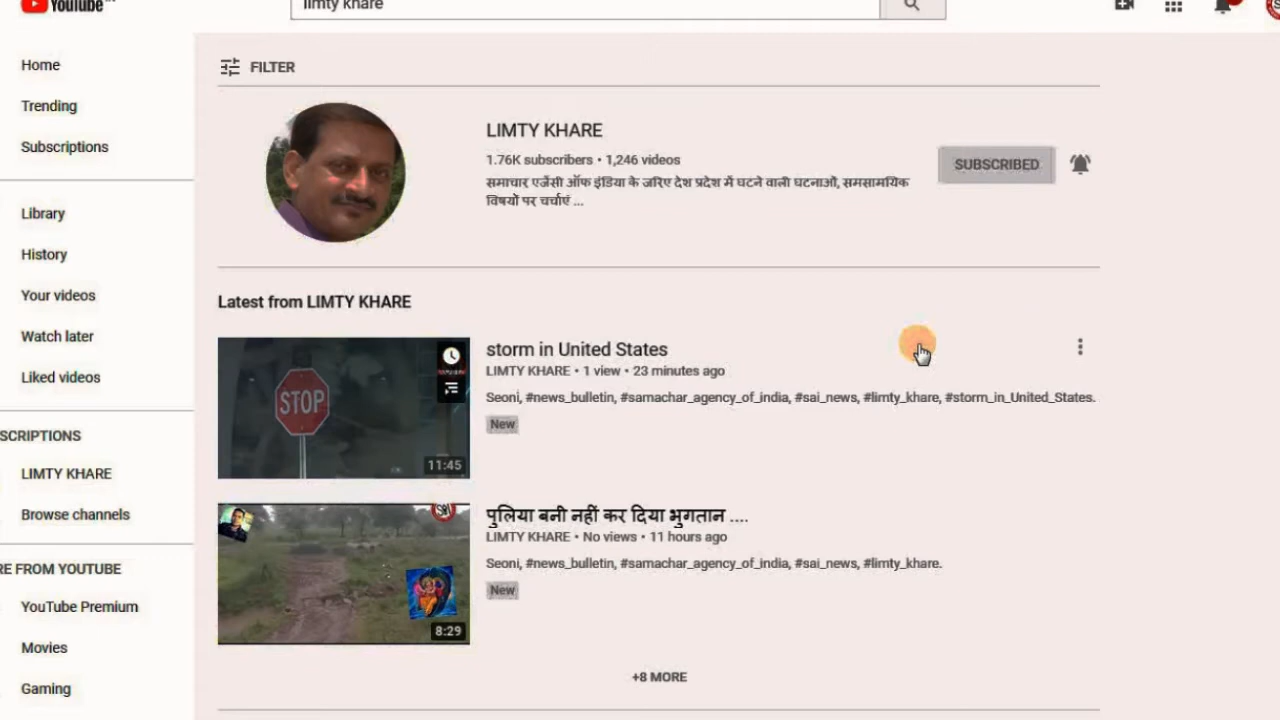 YouTube
limty khare
Home
Trending
Subscriptions
Library
History
Your videos
Watch later
Liked videos
SCRIPTIONS
LIMTY KHARE
Browse channels
RE FROM YOUTUBE
YouTube Premium
Movies
Gaming
FILTER
LIMTY KHARE
1.76K subscribers • 1,246 videos
समाचार एजेंसी ऑफ इंडिया के जरिए देश प्रदेश में घटने वाली घटनाओं, समसामयिक
विषयों पर चर्चाएं ...
SUBSCRIBED
Latest from LIMTY KHARE
STOP
11:45
storm in United States
LIMTY KHARE • 1 view • 23 minutes ago
Seoni, #news_bulletin, #samachar_agency_of_india, #sai_news, #limty_khare, #storm_in_United_States.
New
SAI
8:29
पुलिया बनी नहीं कर दिया भुगतान ....
LIMTY KHARE • No views • 11 hours ago
Seoni, #news_bulletin, #samachar_agency_of_india, #sai_news, #limty_khare.
New
+8 MORE